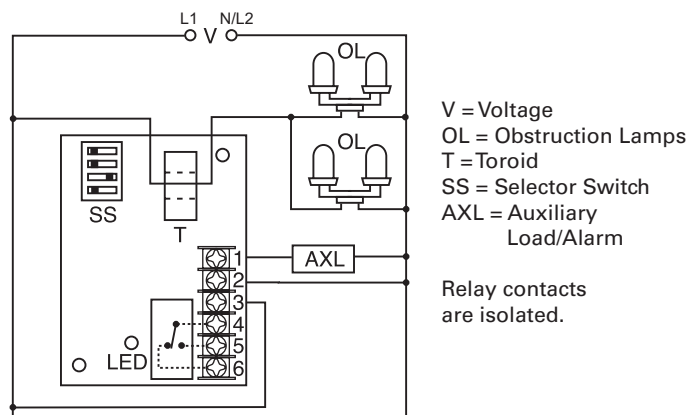 L1 V N/L2
OL
OL
SS
T
1
AXL
2
3
4
LED
5
6
V = Voltage
OL = Obstruction Lamps
T = Toroid
SS = Selector Switch
AXL = Auxiliary
Load/Alarm
Relay contacts
are isolated.